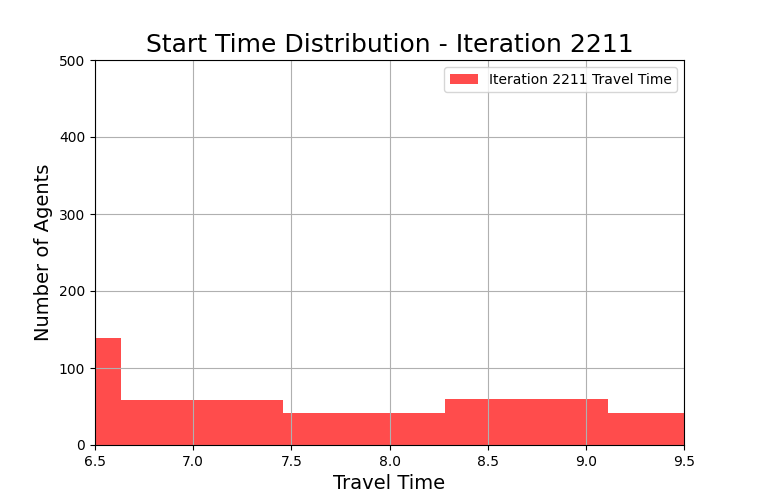 Start Time Distribution - Iteration 2211
500
Iteration 2211 Travel Time
400
300
200
100
0
Number of Agents
6.5 7.0 7.5 8.0 8.5 9.0 9.5
Travel Time